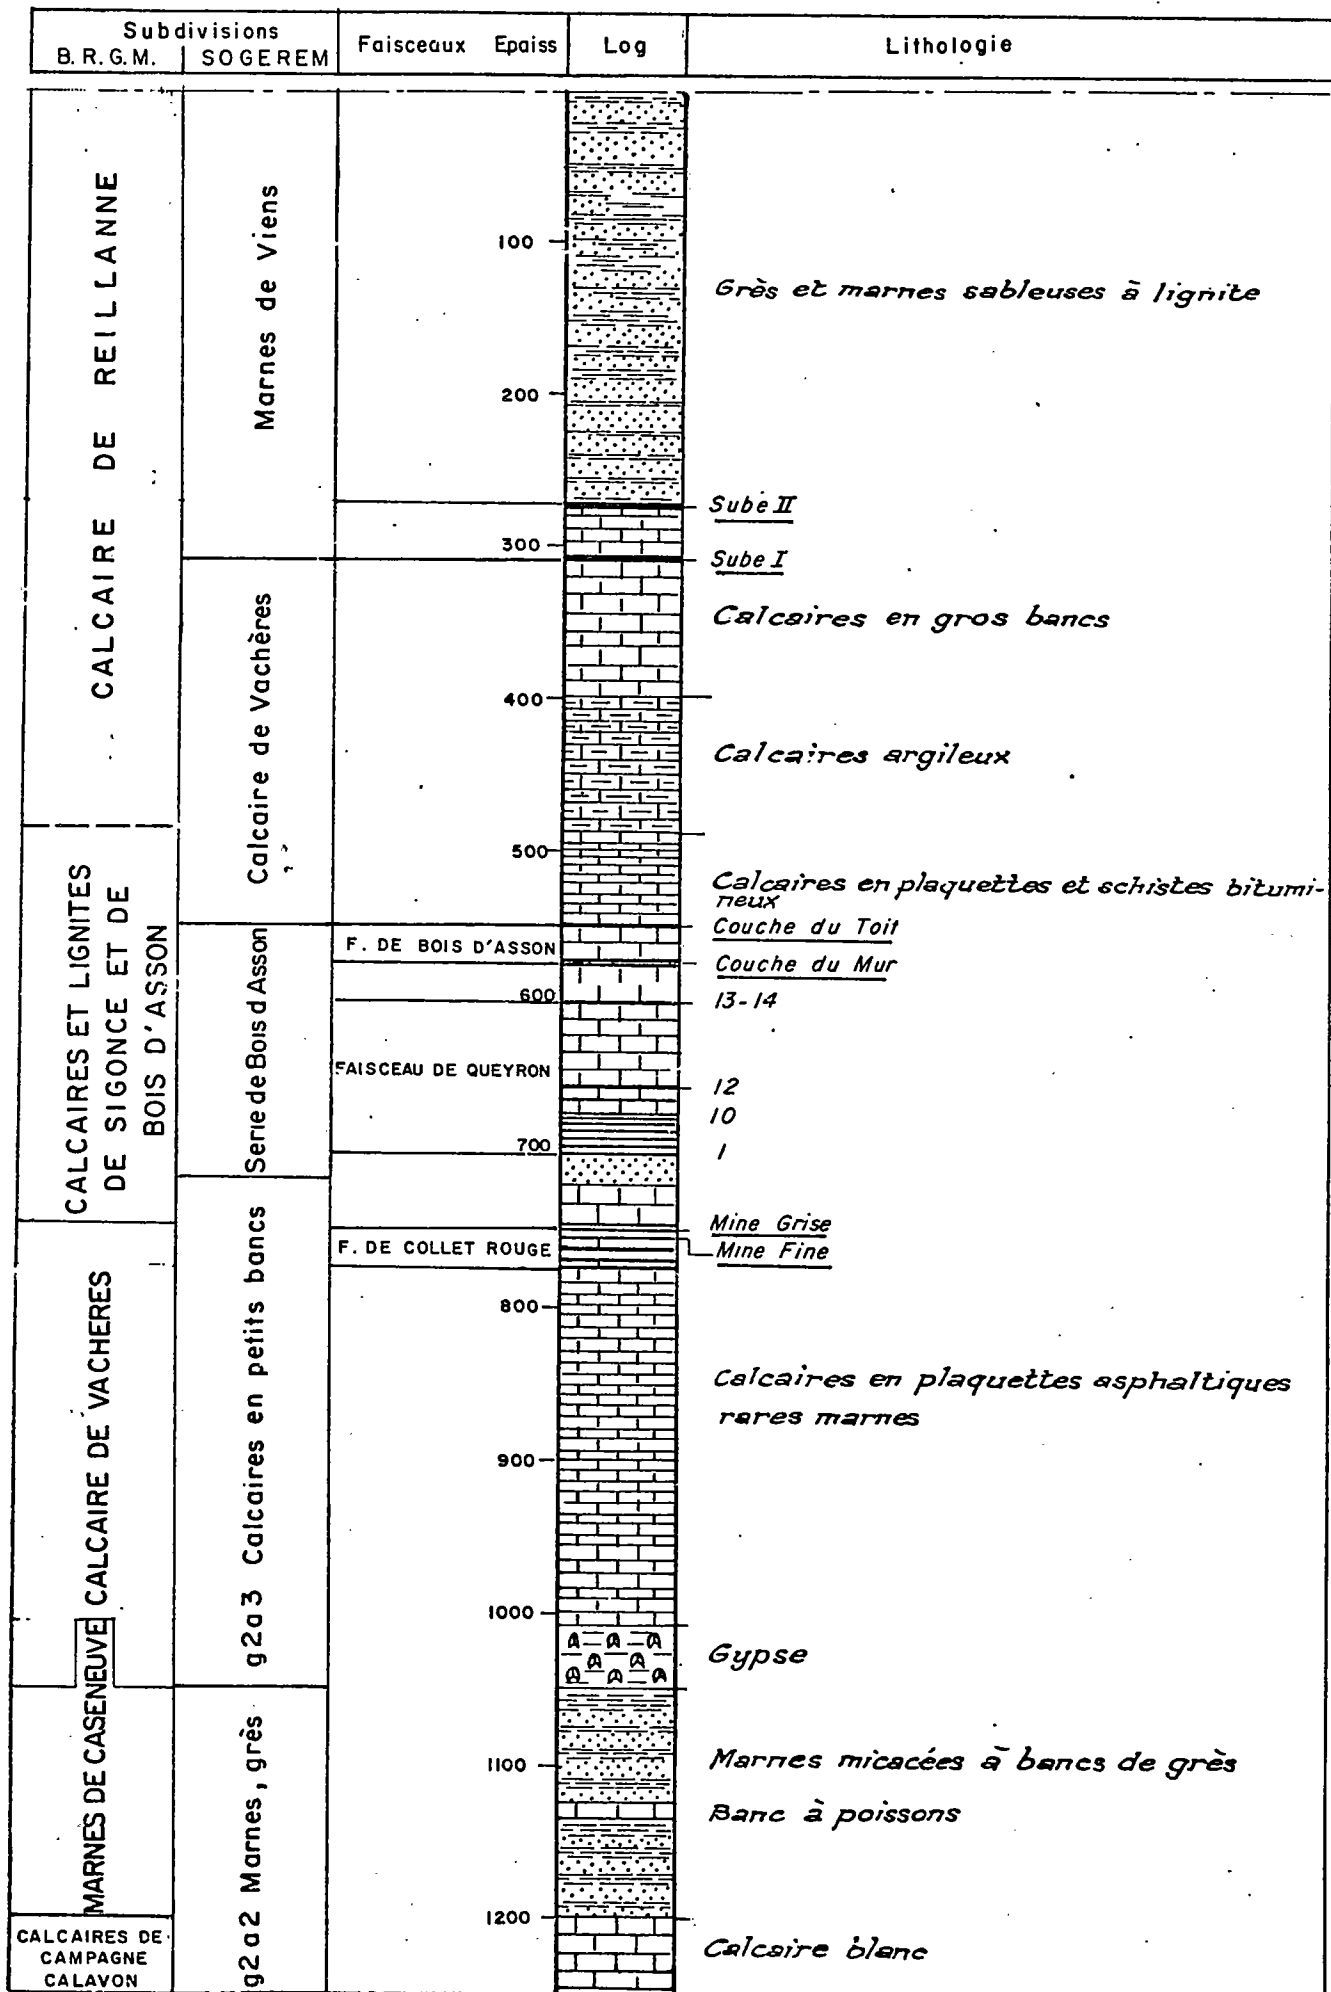 Subdivisions
B.R.G.M.
SOGEREM
Faisceaux
Epaiss
Log
Lithologie
CALCAIRE DE REILLANNE
CALCAIRES ET LIGNITES
DE SIGONCE ET DE
BOIS D'ASSON
CALCAIRE DE VACHERES
MARNES DE CASENEUVE
CALCAIRES DE
CAMPAGNE
CALAVON
Marnes de Viens
Calcaire de Vachères
Serie de Bois d'Asson
g2a3 Calcaires en petits bancs
g2a2 Marnes, grès
F. DE BOIS D'ASSON
FAISCEAU DE QUEYRON
F. DE COLLET ROUGE
100
200
300
400
500
600
700
800
900
1000
1100
1200
Grès et marnes sableuses à lignite
Sube II
Sube I
Calcaires en gros bancs
Calcaires argileux
Calcaires en plaquettes et schistes bitumi-
neux
Couche du Toit
Couche du Mur
13-14
12
10
1
Mine Grise
Mine Fine
Calcaires en plaquettes asphaltiques
rares marnes
Gypse
Marnes micacées à bancs de grès
Banc à poissons
Calcaire blanc